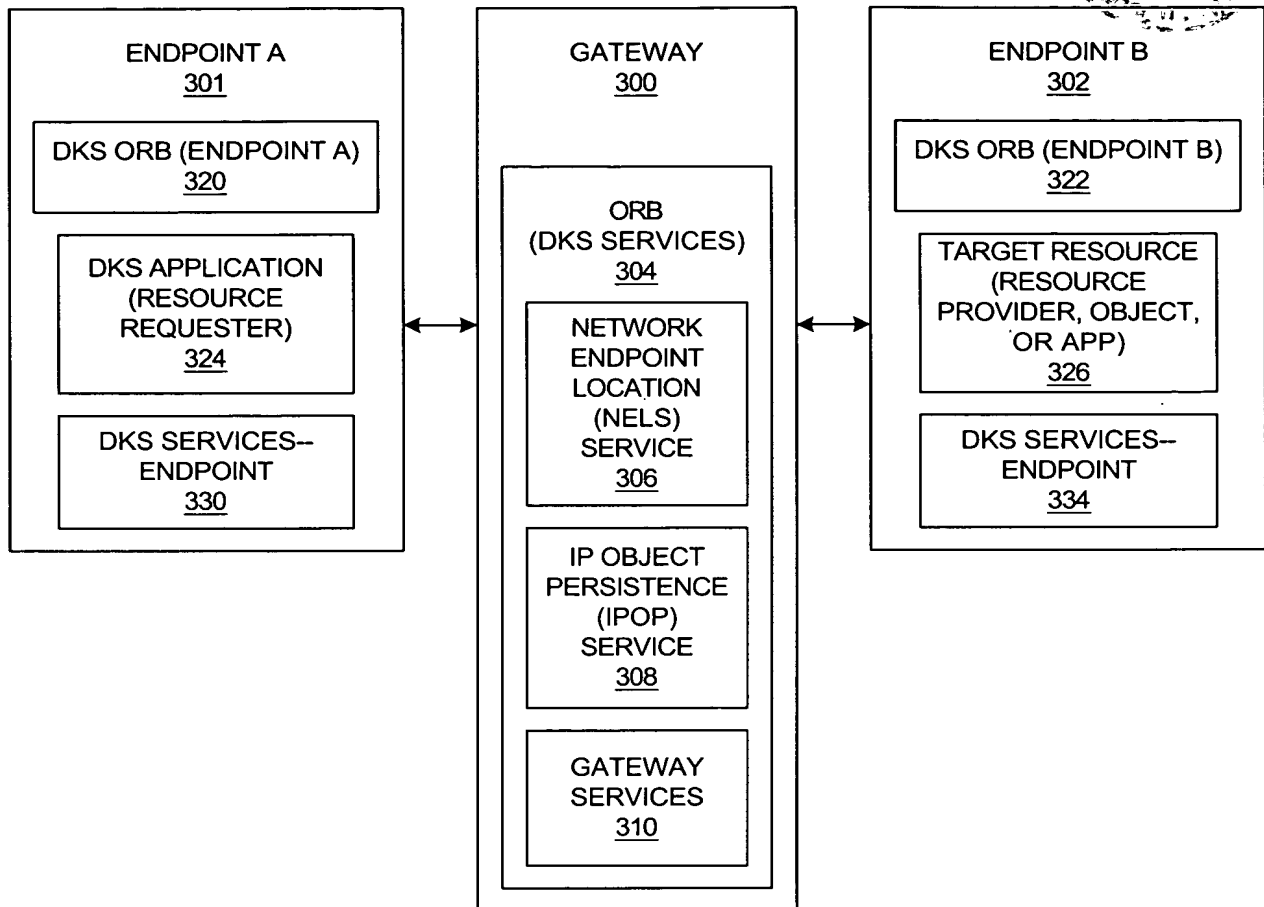 ENDPOINT A
301
DKS ORB (ENDPOINT A)
320
DKS APPLICATION
(RESOURCE
REQUESTER)
324
DKS SERVICES--
ENDPOINT
330
GATEWAY
300
ORB
(DKS SERVICES)
304
NETWORK
ENDPOINT
LOCATION
(NELS)
SERVICE
306
IP OBJECT
PERSISTENCE
(IPOP)
SERVICE
308
GATEWAY
SERVICES
310
ENDPOINT B
302
DKS ORB (ENDPOINT B)
322
TARGET RESOURCE
(RESOURCE
PROVIDER, OBJECT,
OR APP)
326
DKS SERVICES--
ENDPOINT
334